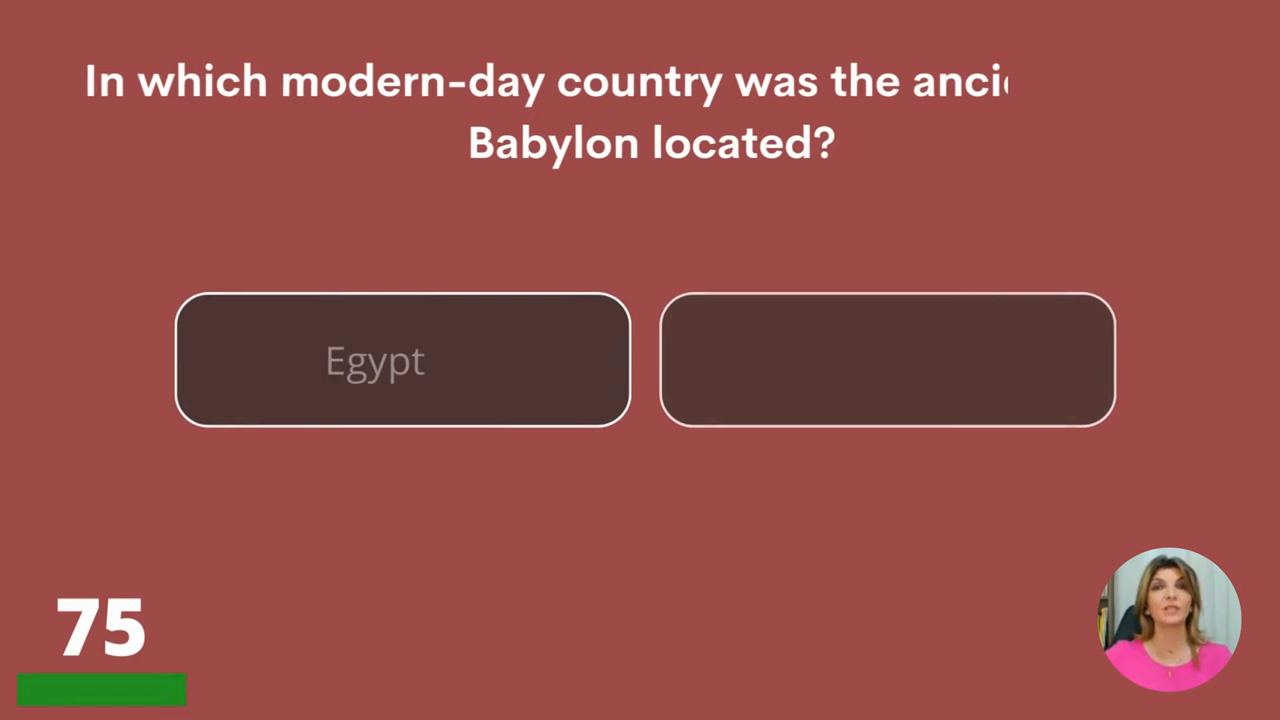 In which modern-day country was the anci
Babylon located?
Egypt
75